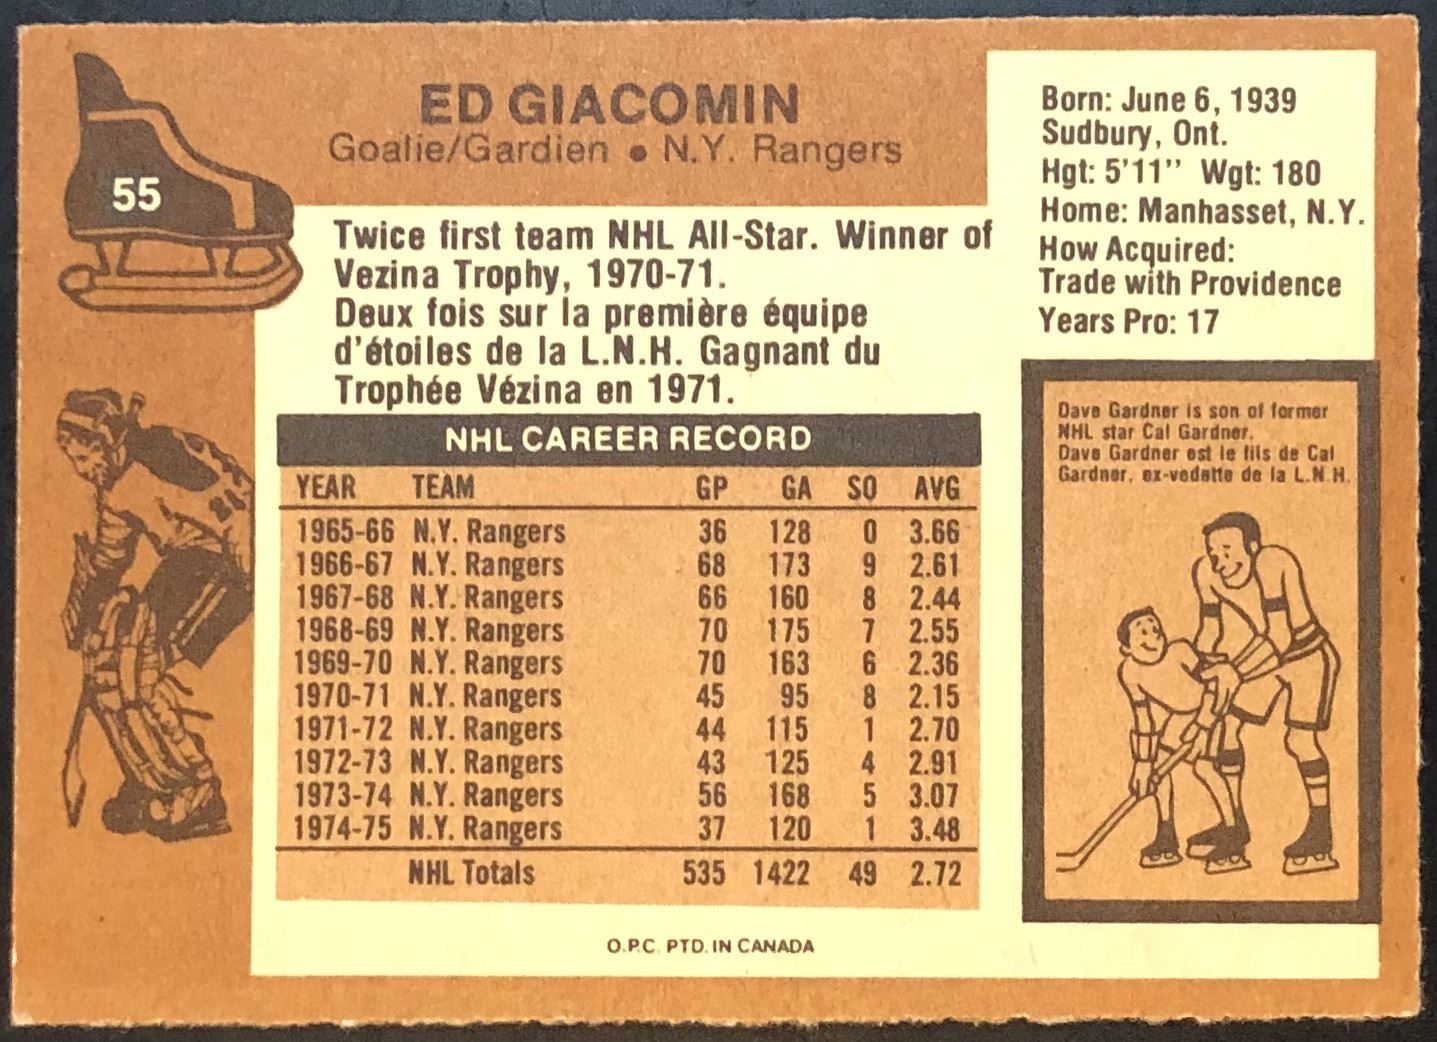 ED GIACOMIN
Goalie/Gardien • N.Y. Rangers
55
Twice first team NHL All-Star. Winner of
Vezina Trophy, 1970-71.
Deux fois sur la première équipe
d'étoiles de la L.N.H. Gagnant du
Trophée Vézina en 1971.
Born: June 6, 1939
Sudbury, Ont.
Hgt: 5'11" Wgt: 180
Home: Manhasset, N.Y.
How Acquired:
Trade with Providence
Years Pro: 17
NHL CAREER RECORD
YEAR TEAM GP GA SO AVG
1965-66 N.Y. Rangers 36 128 0 3.66
1966-67 N.Y. Rangers 68 173 9 2.61
1967-68 N.Y. Rangers 66 160 8 2.44
1968-69 N.Y. Rangers 70 175 7 2.55
1969-70 N.Y. Rangers 70 163 6 2.36
1970-71 N.Y. Rangers 45 95 8 2.15
1971-72 N.Y. Rangers 44 115 1 2.70
1972-73 N.Y. Rangers 43 125 4 2.91
1973-74 N.Y. Rangers 56 168 5 3.07
1974-75 N.Y. Rangers 37 120 1 3.48
NHL Totals 535 1422 49 2.72
Dave Gardner is son of former
NHL star Cal Gardner.
Dave Gardner est le fils de Cal
Gardner, ex-vedette de la L.N.H.
O.P.C. PTD. IN CANADA